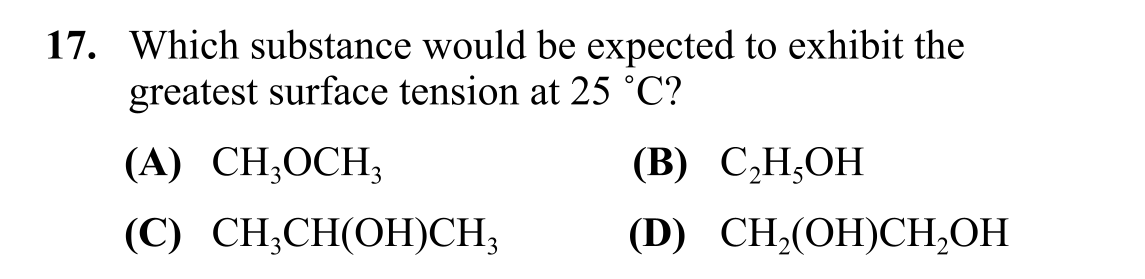 17. Which substance would be expected to exhibit the
greatest surface tension at 25 ˚C?
(A) CH₃OCH₃ (B) C₂H₅OH
(C) CH₃CH(OH)CH₃ (D) CH₂(OH)CH₂OH